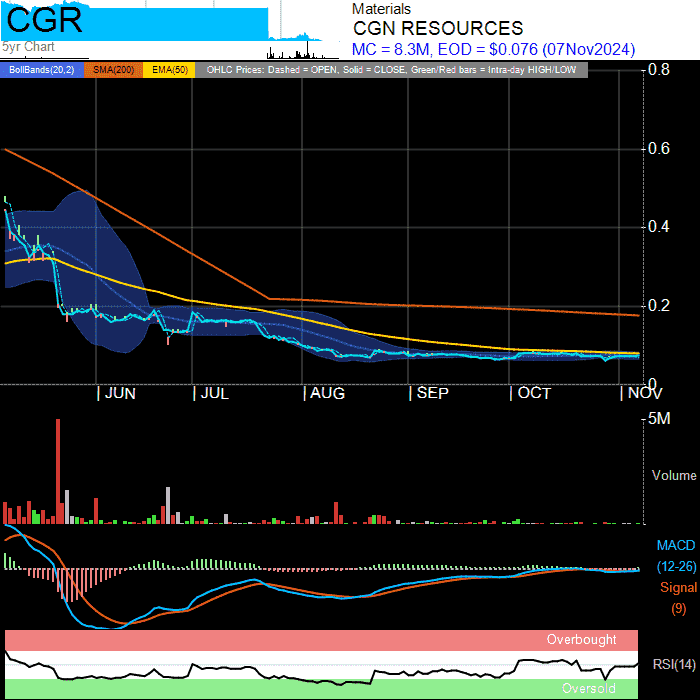 CGR
5yr Chart
Materials
CGN RESOURCES
MC = 8.3M, EOD = $0.076 (07Nov2024)
BollBands(20,2) SMA(200) EMA(50) OHLC Prices: Dashed = OPEN, Solid = CLOSE, Green/Red bars = Intra-day HIGH/LOW
0.8
0.6
0.4
0.2
0
JUN JUL AUG SEP OCT NOV
5M
Volume
MACD
(12-26)
Signal
(9)
Overbought
RSI(14)
Oversold